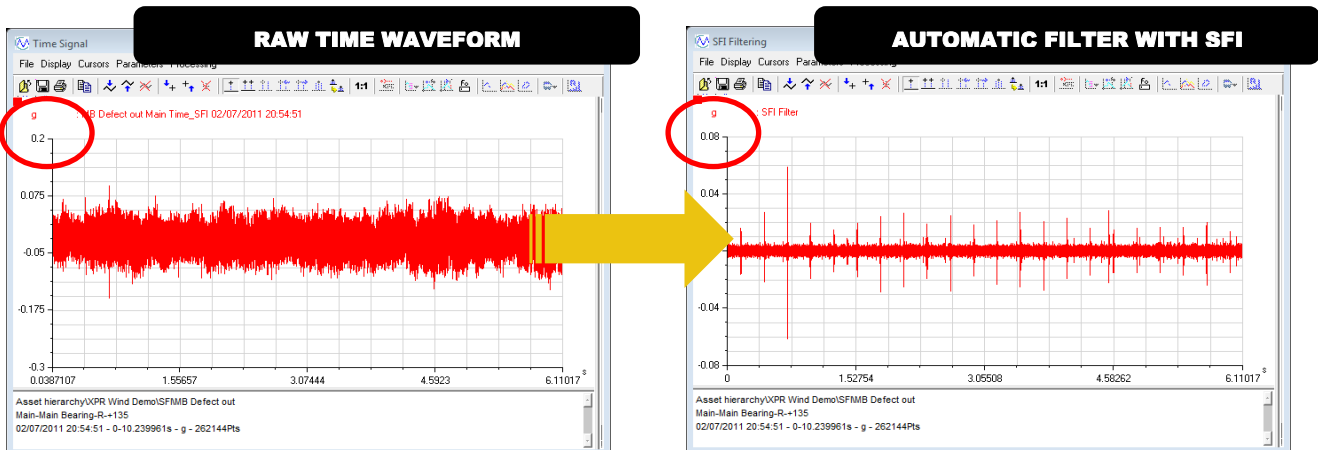 RAW TIME WAVEFORM
Time Signal
File Display Cursors Parameters Processing
1:1
g : MB Defect out Main Time_SFI 02/07/2011 20:54:51
0.2
0.075
-0.05
-0.175
-0.3
0.0387107 1.55657 3.07444 4.5923 6.11017 s
Asset hierarchy\XPR Wind Demo\SFMMB Defect out
Main-Main Bearing-R-+135
02/07/2011 20:54:51 - 0-10.239961s - g - 262144Pts
AUTOMATIC FILTER WITH SFI
SFI Filtering
File Display Cursors Parameters Processing
1:1
g : SFI Filter
0.08
0.04
-0.04
-0.08
0 1.52754 3.05508 4.58262 6.11017 s
Asset hierarchy\XPR Wind Demo\SFMMB Defect out
Main-Main Bearing-R-+135
02/07/2011 20:54:51 - 0-10.239961s - g - 262144Pts